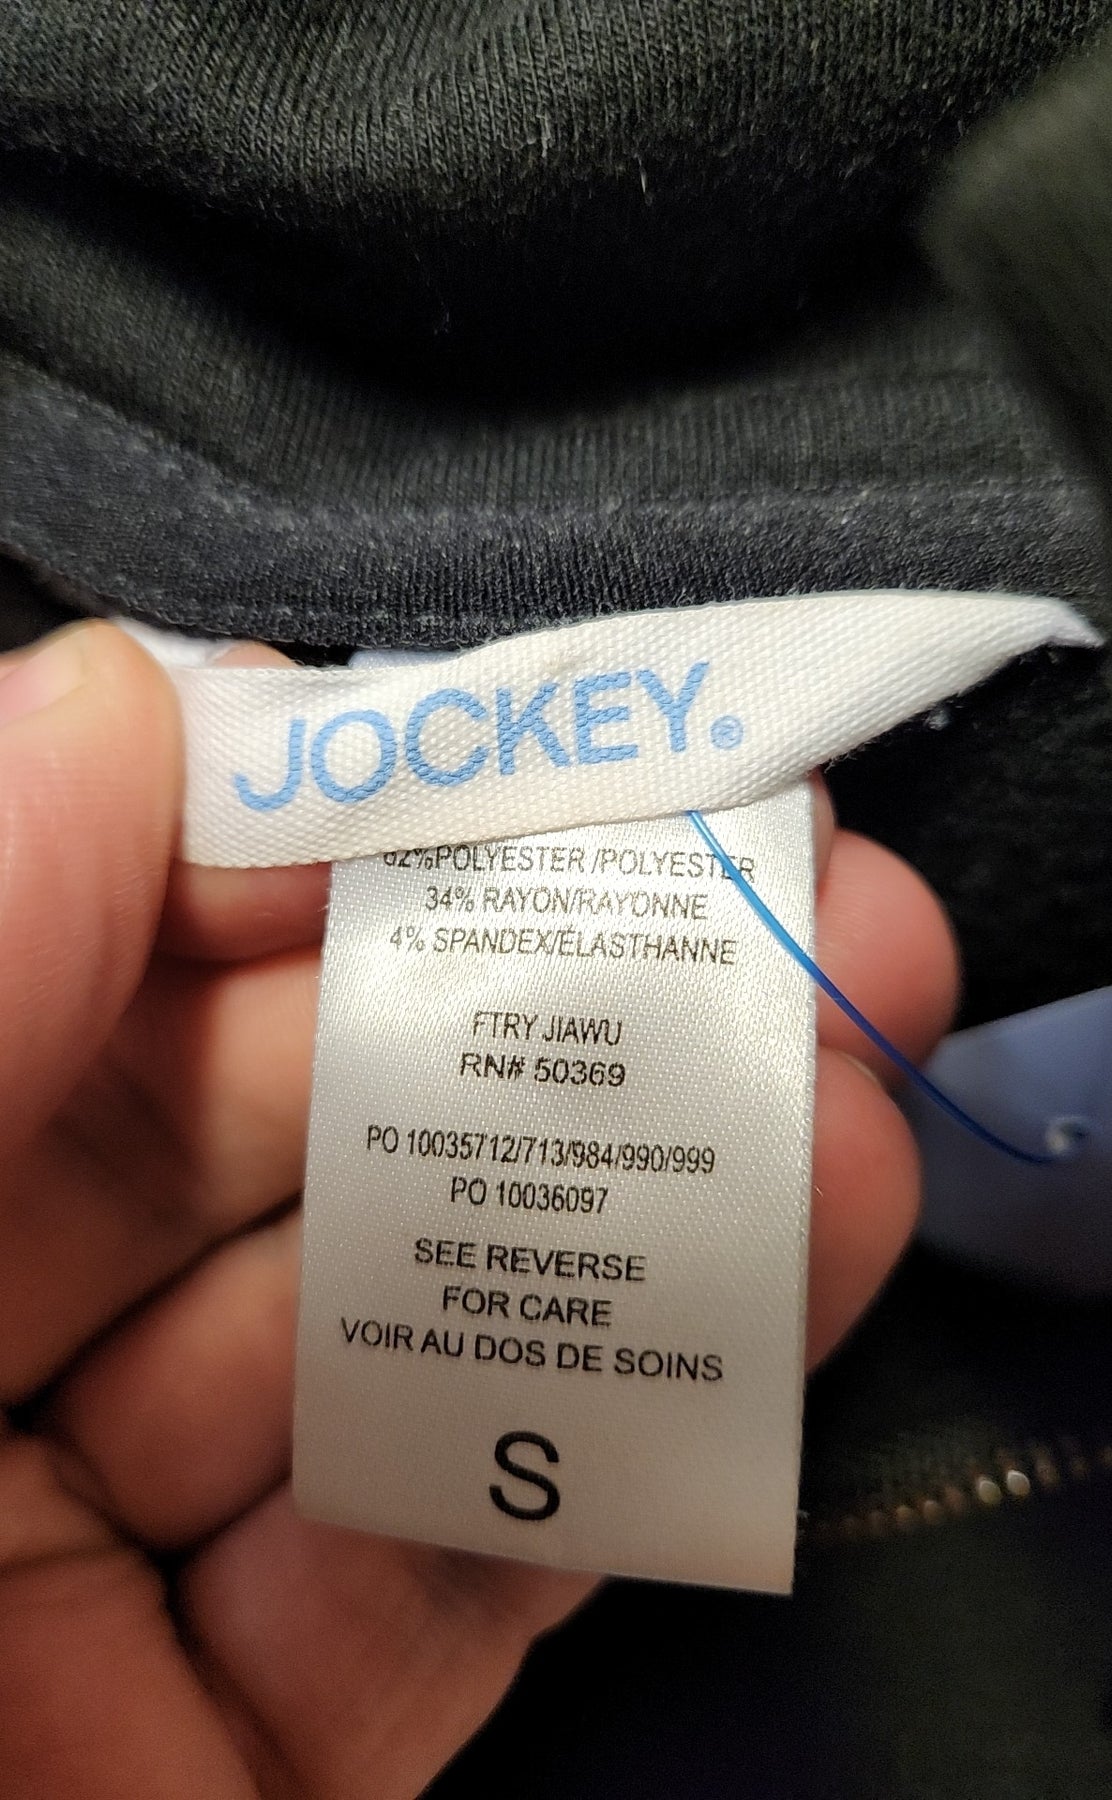 JOCKEY®
62%POLYESTER/POLYESTER
34% RAYON/RAYONNE
4% SPANDEX/ÉLASTHANNE
FTRY JIAWU
RN# 50369
PO 10035712/713/984/990/999
PO 10036097
SEE REVERSE
FOR CARE
VOIR AU DOS DE SOINS
S